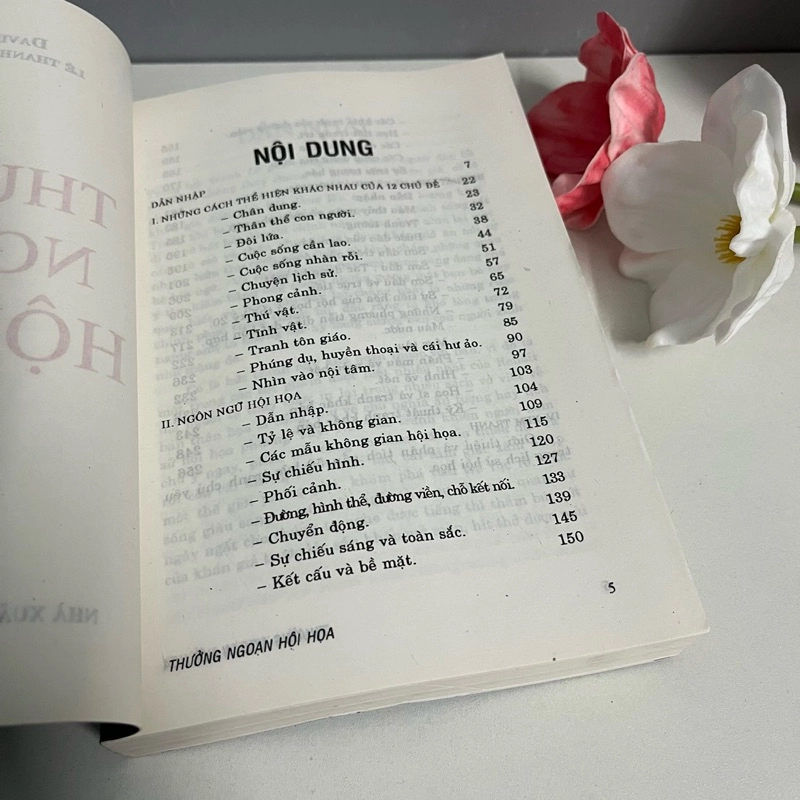 NỘI DUNG
DẪN NHẬP 7
I. NHỮNG CÁCH THỂ HIỆN KHÁC NHAU CỦA 12 CHỦ ĐỀ 22
– Chân dung. 23
– Thân thể con người. 32
– Đôi lứa. 38
– Cuộc sống cần lao. 44
– Cuộc sống nhàn rỗi. 51
– Chuyện lịch sử. 57
– Phong cảnh. 65
– Thú vật. 72
– Tĩnh vật. 79
– Tranh tôn giáo. 85
– Phúng dụ, huyền thoại và cái hư ảo. 90
– Nhìn vào nội tâm. 97
II. NGÔN NGỮ HỘI HỌA 103
– Dẫn nhập. 104
– Tỷ lệ và không gian. 109
– Các mẫu không gian hội họa. 115
– Sự chiếu hình. 120
– Phối cảnh. 127
– Đường, hình thể, đường viền, chỗ kết nối. 133
– Chuyển động. 139
– Sự chiếu sáng và toàn sắc. 145
– Kết cấu và bề mặt. 150
5
THƯỞNG NGOẠN HỘI HỌA